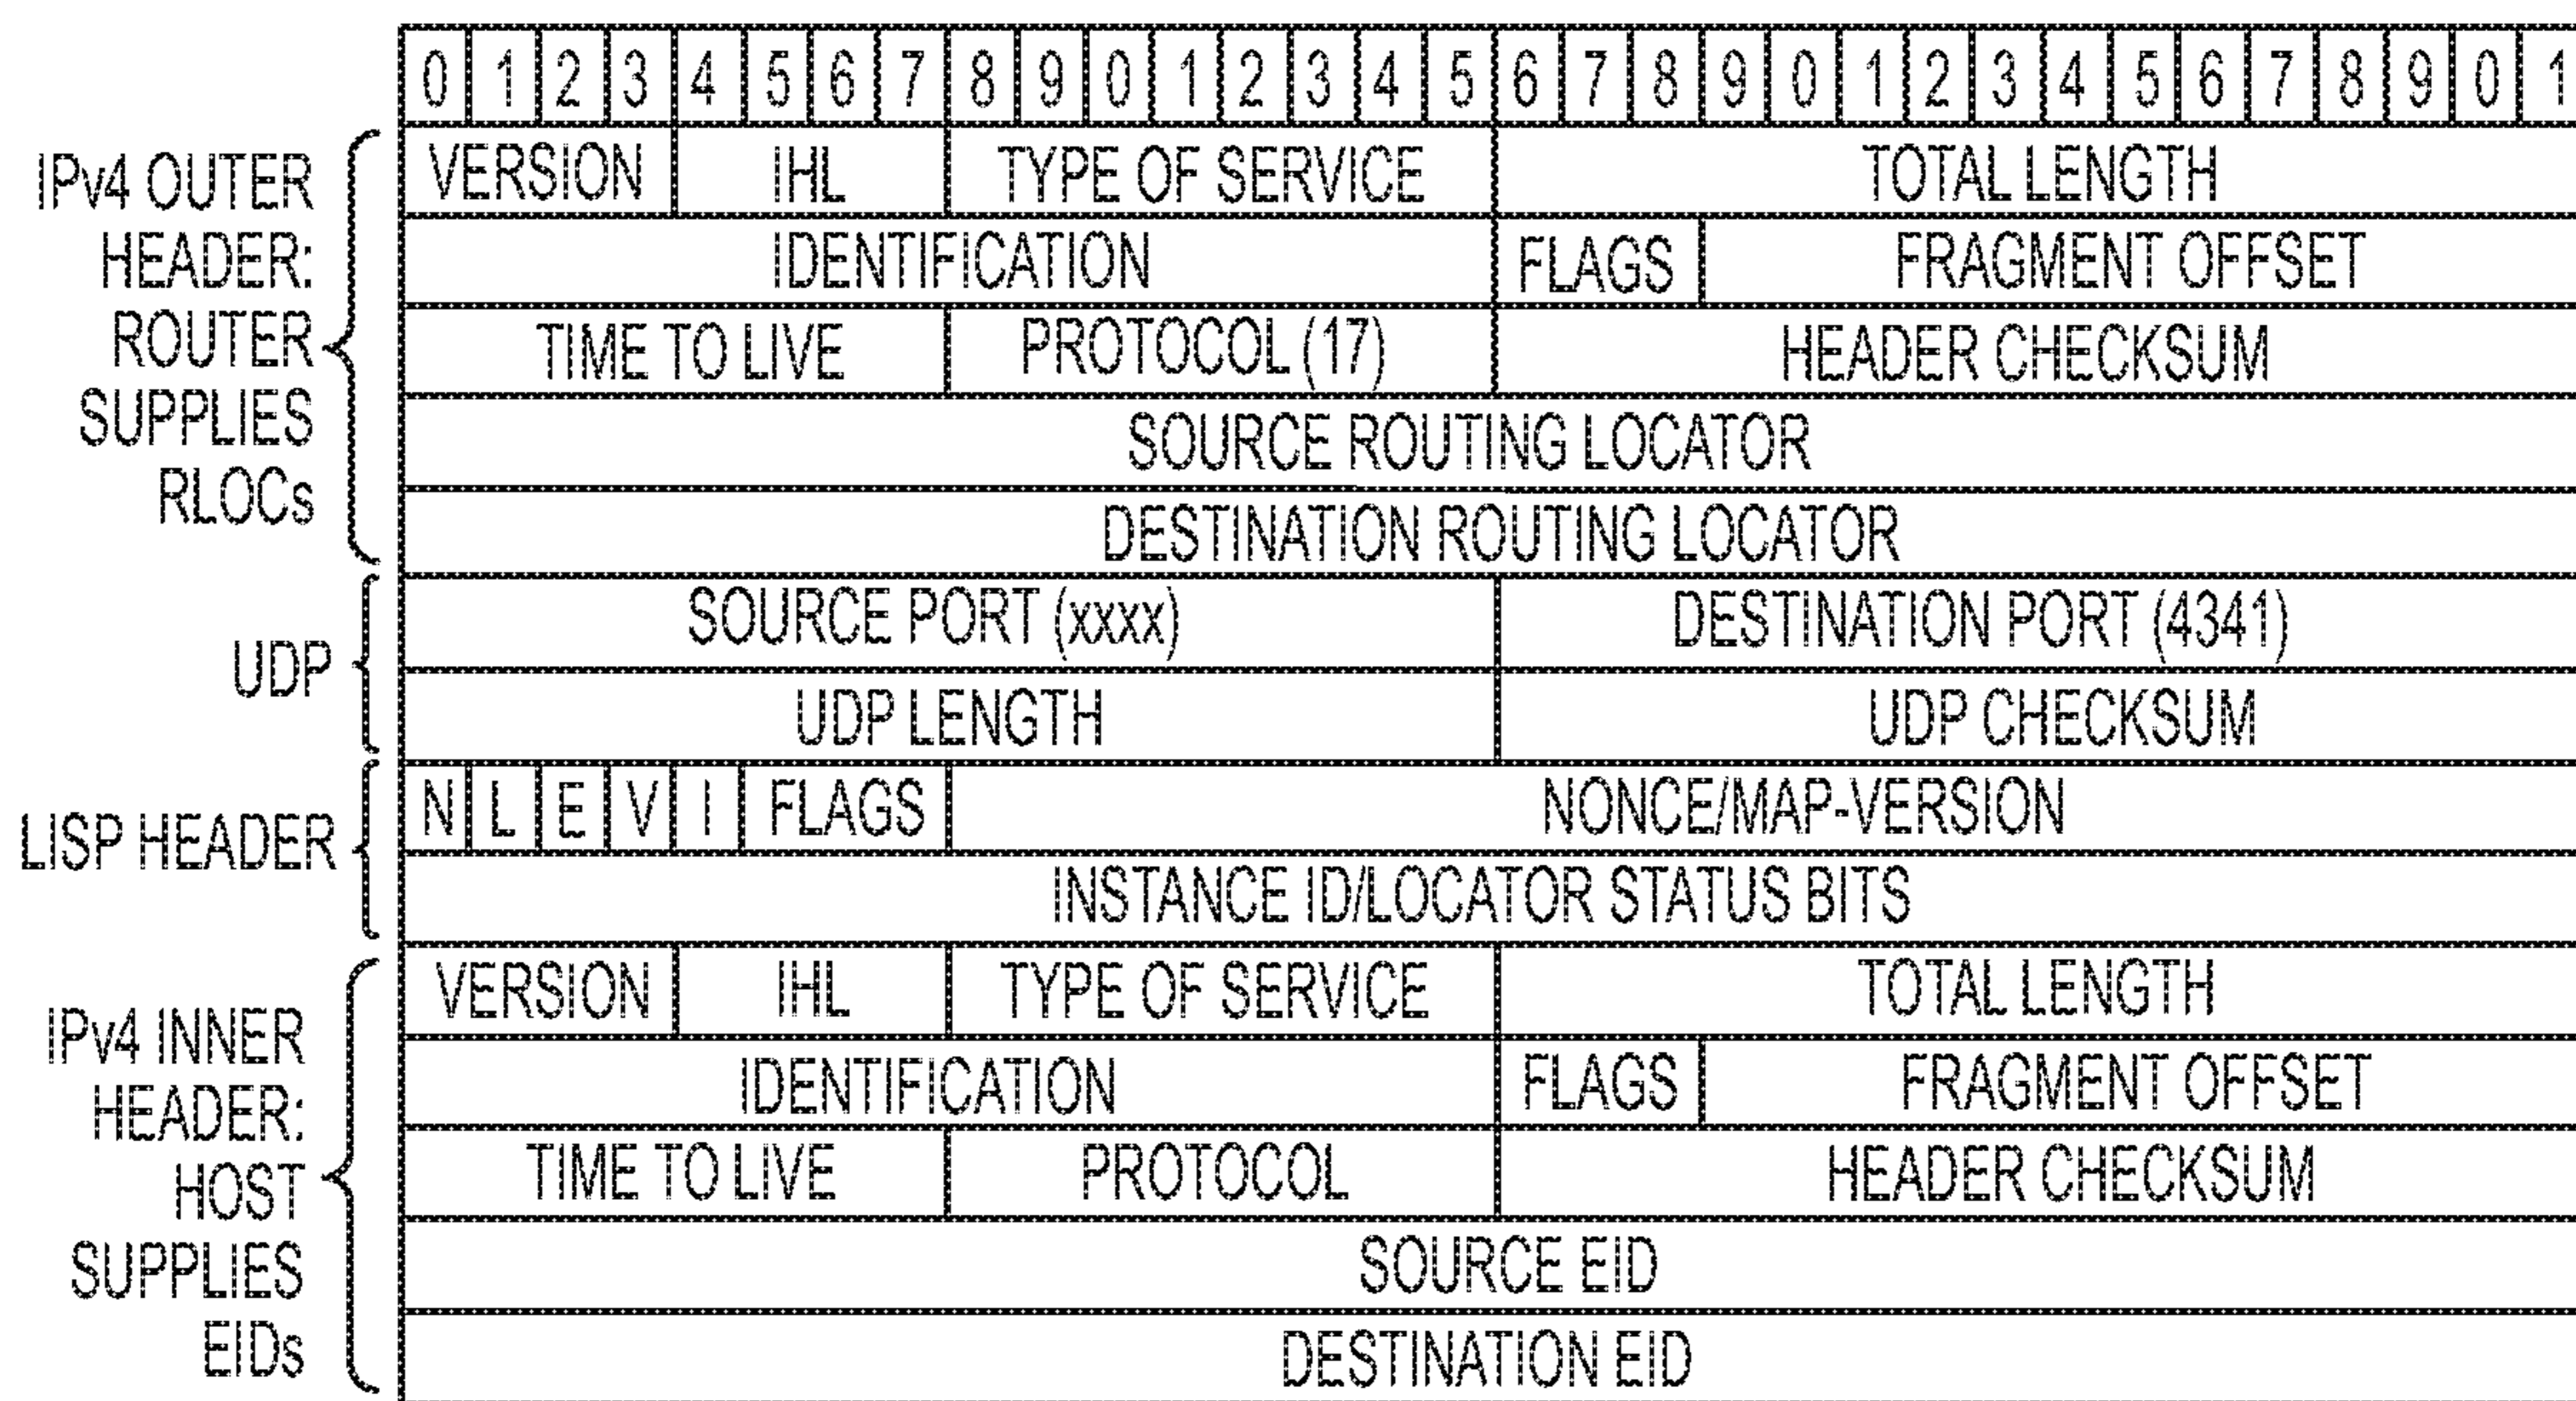 0 1 2 3 4 5 6 7 8 9 0 1 2 3 4 5 6 7 8 9 0 1 2 3 4 5 6 7 8 9 0 1
IPv4 OUTER
HEADER:
ROUTER
SUPPLIES
RLOCs
VERSION IHL TYPE OF SERVICE TOTAL LENGTH
IDENTIFICATION FLAGS FRAGMENT OFFSET
TIME TO LIVE PROTOCOL (17) HEADER CHECKSUM
SOURCE ROUTING LOCATOR
DESTINATION ROUTING LOCATOR
UDP
SOURCE PORT (xxxx) DESTINATION PORT (4341)
UDP LENGTH UDP CHECKSUM
LISP HEADER
N L E V I FLAGS NONCE/MAP-VERSION
INSTANCE ID/LOCATOR STATUS BITS
IPv4 INNER
HEADER:
HOST
SUPPLIES
EIDs
VERSION IHL TYPE OF SERVICE TOTAL LENGTH
IDENTIFICATION FLAGS FRAGMENT OFFSET
TIME TO LIVE PROTOCOL HEADER CHECKSUM
SOURCE EID
DESTINATION EID